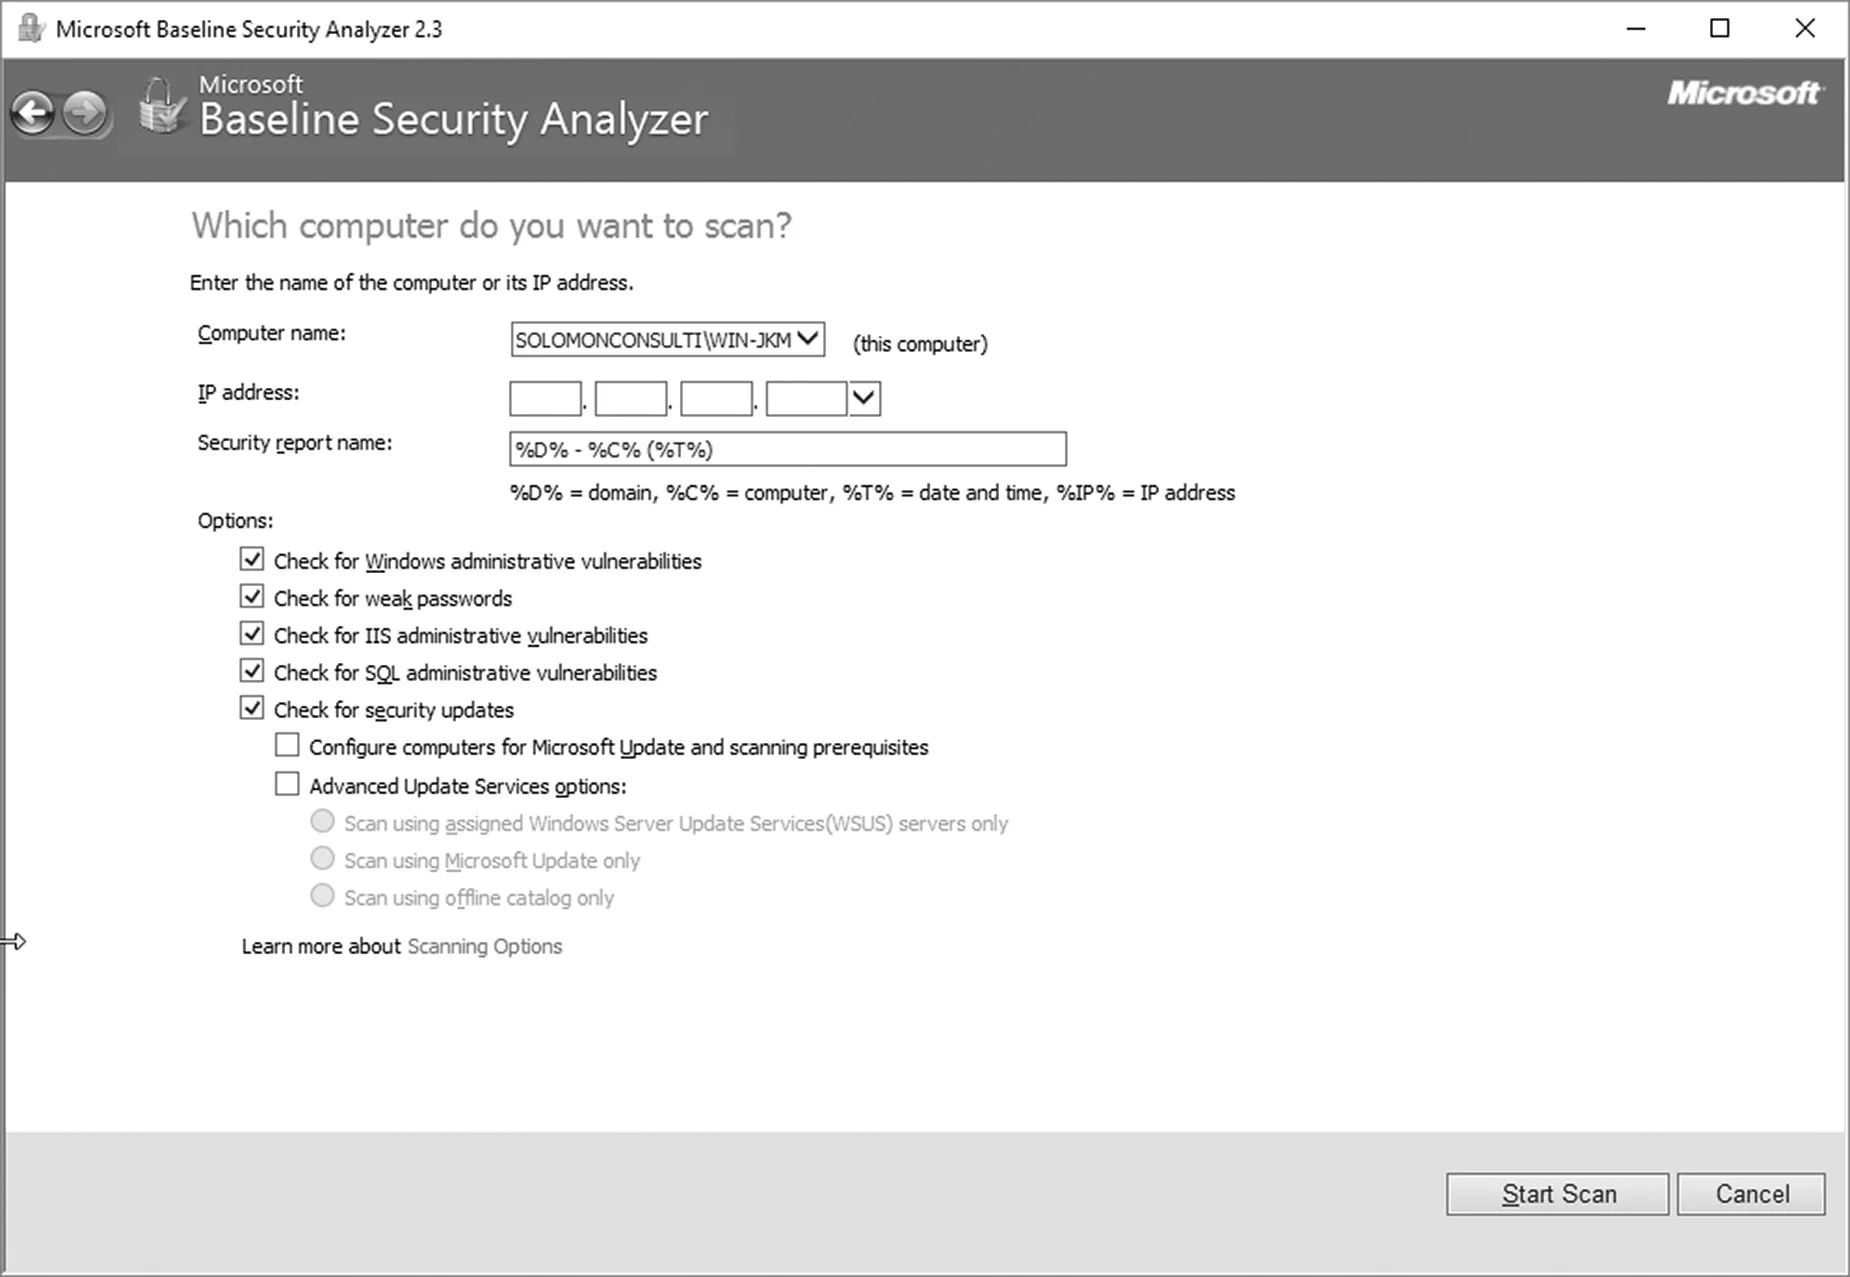 Microsoft Baseline Security Analyzer 2.3
Microsoft
Baseline Security Analyzer
Microsoft
Which computer do you want to scan?
Enter the name of the computer or its IP address.
Computer name: SOLOMONCONSULTI\WIN-JKM (this computer)
IP address: . . .
Security report name: %D% - %C% (%T%)
%D% = domain, %C% = computer, %T% = date and time, %IP% = IP address
Options:
Check for Windows administrative vulnerabilities
Check for weak passwords
Check for IIS administrative vulnerabilities
Check for SQL administrative vulnerabilities
Check for security updates
Configure computers for Microsoft Update and scanning prerequisites
Advanced Update Services options:
Scan using assigned Windows Server Update Services(WSUS) servers only
Scan using Microsoft Update only
Scan using offline catalog only
Learn more about Scanning Options
Start Scan Cancel